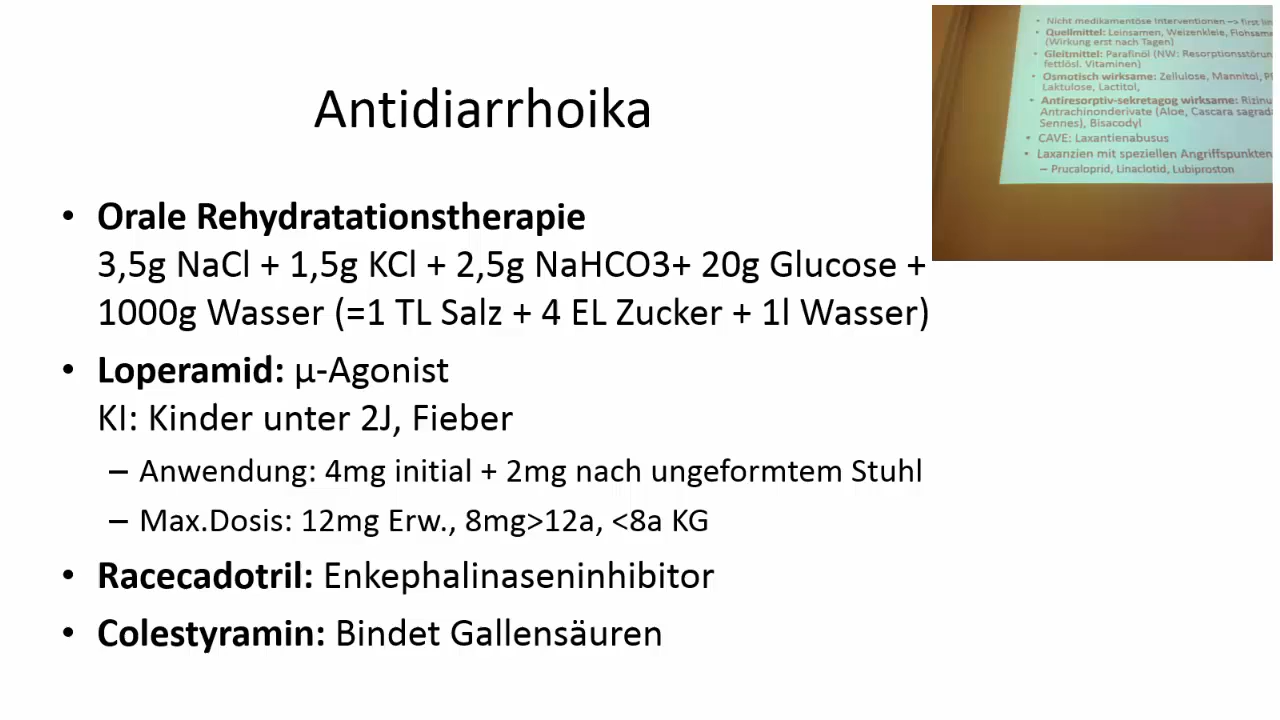 Antidiarrhoika
• Orale Rehydratationstherapie
3,5g NaCl + 1,5g KCl + 2,5g NaHCO3+ 20g Glucose +
1000g Wasser (=1 TL Salz + 4 EL Zucker + 1l Wasser)
• Loperamid: µ-Agonist
KI: Kinder unter 2J, Fieber
– Anwendung: 4mg initial + 2mg nach ungeformtem Stuhl
– Max.Dosis: 12mg Erw., 8mg>12a, <8a KG
• Racecadotril: Enkephalinaseninhibitor
• Colestyramin: Bindet Gallensäuren
• Nicht medikamentöse Interventionen –> first
• Quellmittel: Leinsamen, Weizenkleie,
(Wirkung erst nach Tagen)
• Gleitmittel: Parafinöl (NW:
fettlösl. Vitaminen)
• Osmotisch wirksame: Zellulose, Mannitol,
Laktulose, Lactitol,
• Antiresorptiv-sekretagog wirksame:
Antrachinonderivate (Aloe, Cascara
Sennes), Bisacodyl
• CAVE: Laxantienabusus
• Laxanzien mit speziellen Angriffspunkten
– Prucaloprid, Linaclotid, Lubiproston